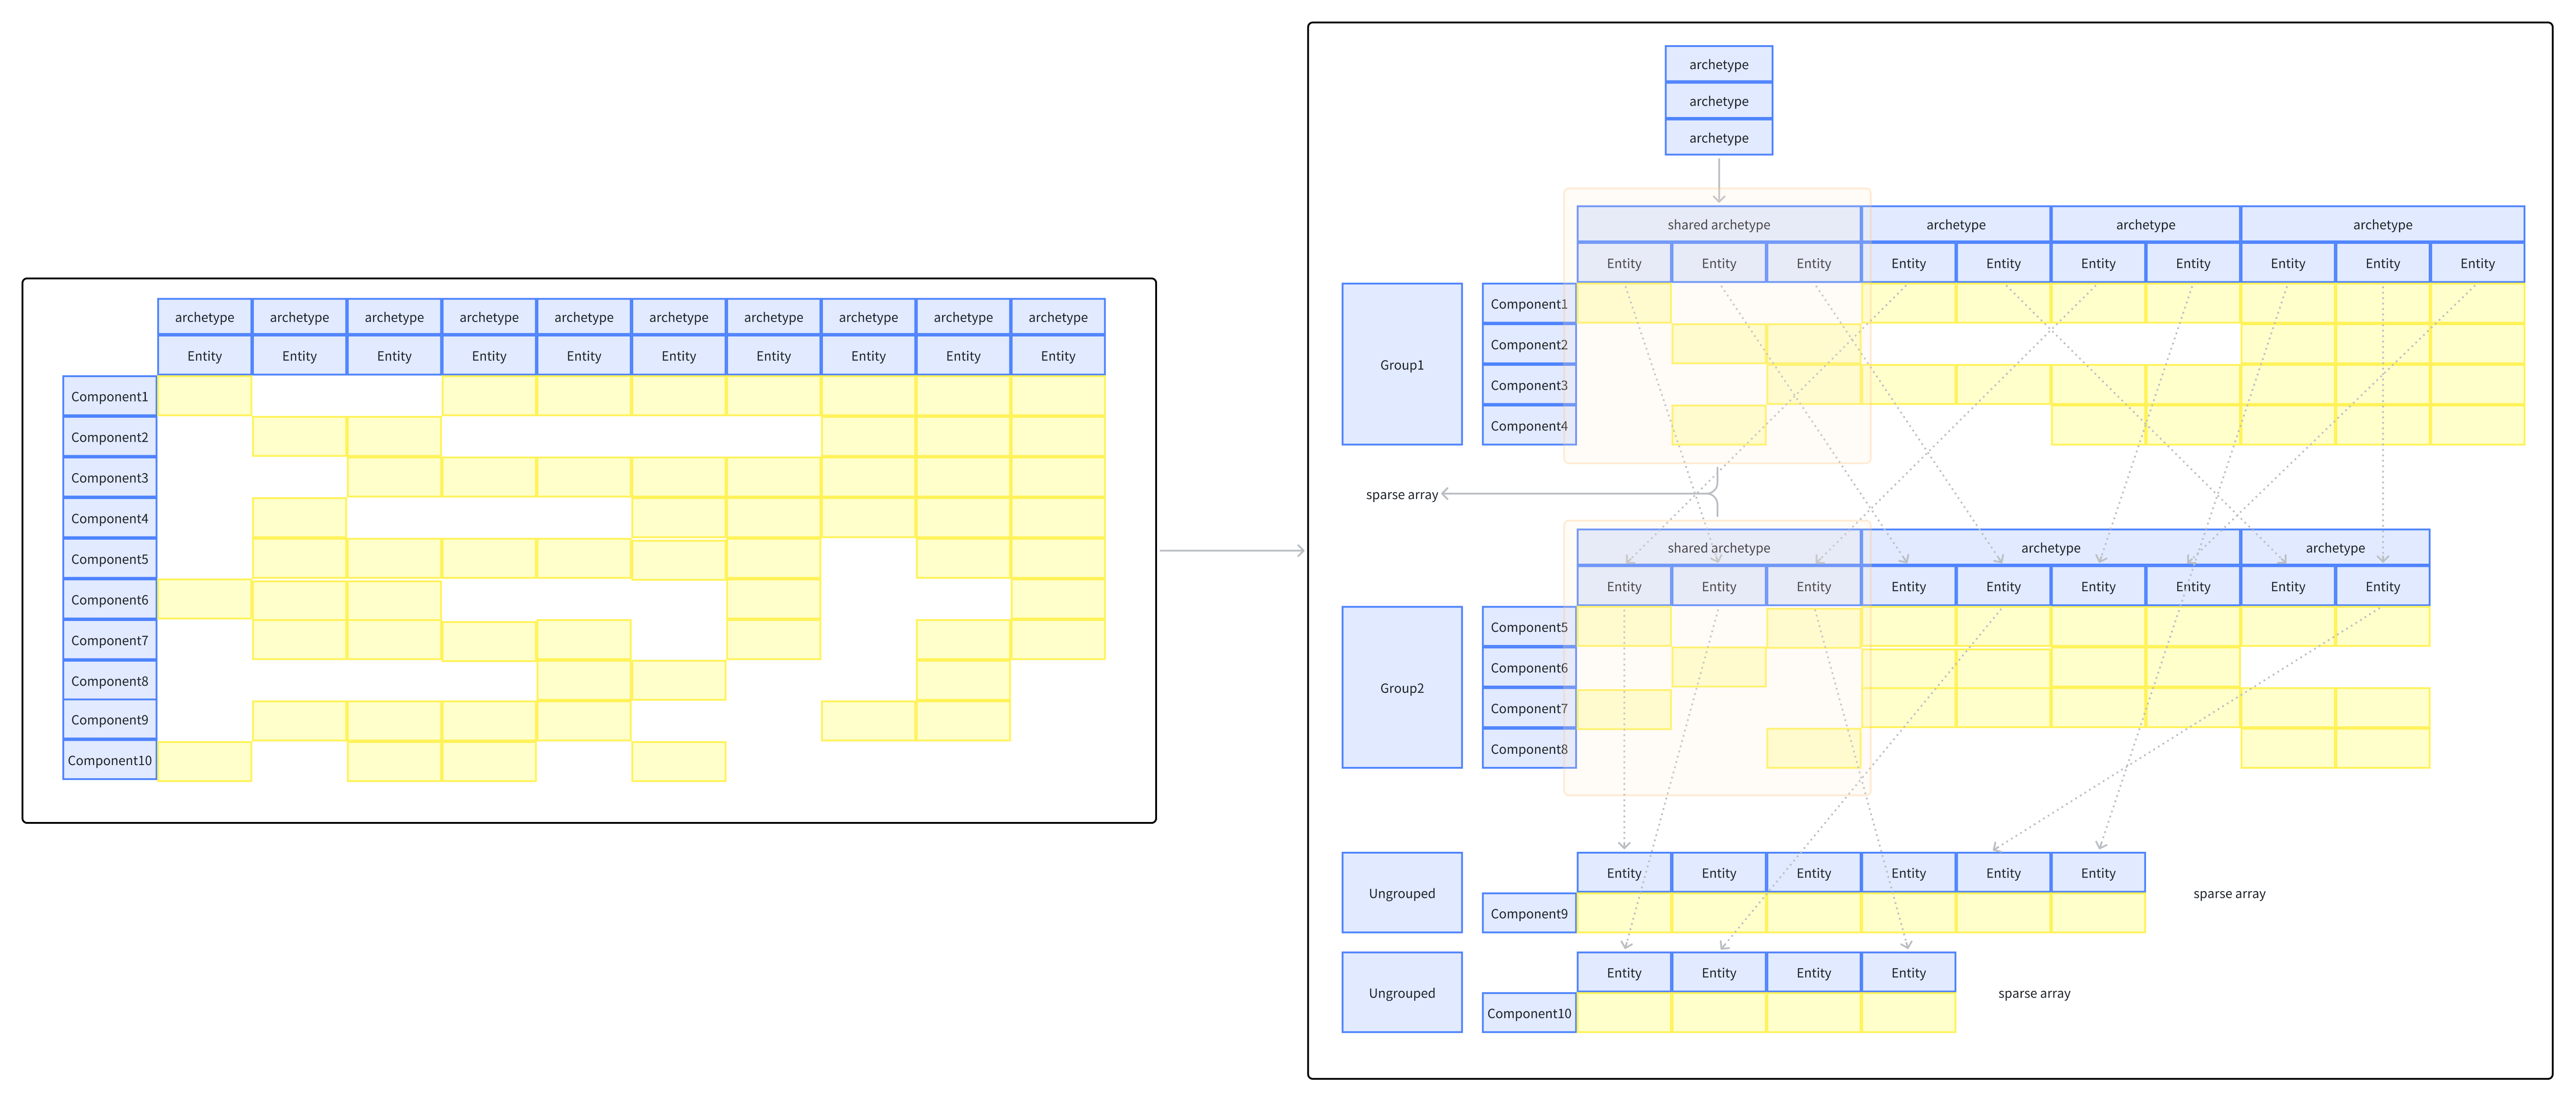 archetype archetype archetype archetype archetype archetype archetype archetype archetype archetype
Entity Entity Entity Entity Entity Entity Entity Entity Entity Entity
Component1
Component2
Component3
Component4
Component5
Component6
Component7
Component8
Component9
Component10
archetype
archetype
archetype
shared archetype archetype archetype archetype
Entity Entity Entity Entity Entity Entity Entity Entity Entity Entity
Group1
Component1
Component2
Component3
Component4
sparse array
shared archetype archetype archetype
Entity Entity Entity Entity Entity Entity Entity Entity Entity
Group2
Component5
Component6
Component7
Component8
Entity Entity Entity Entity Entity Entity
Ungrouped
Component9
sparse array
Entity Entity Entity Entity
Ungrouped
Component10
sparse array